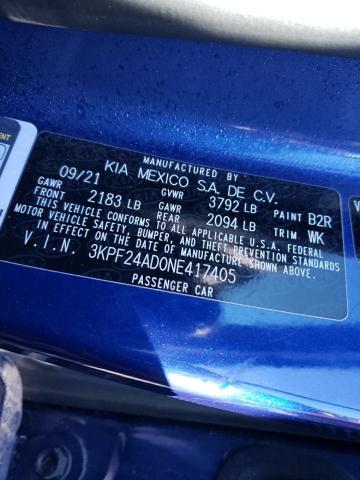 MANUFACTURED BY
KIA MEXICO S.A. DE C.V.
09/21 GVWR 3792 LB PAINT B2R
GAWR FRONT 2183 LB GAWR REAR 2094 LB TRIM WK
THIS VEHICLE CONFORMS TO ALL APPLICABLE U.S.A. FEDERAL
MOTOR VEHICLE SAFETY, BUMPER, AND THEFT PREVENTION STANDARDS
IN EFFECT ON THE DATE OF MANUFACTURE SHOWN ABOVE.
V.I.N. 3KPF24AD0NE417405
PASSENGER CAR